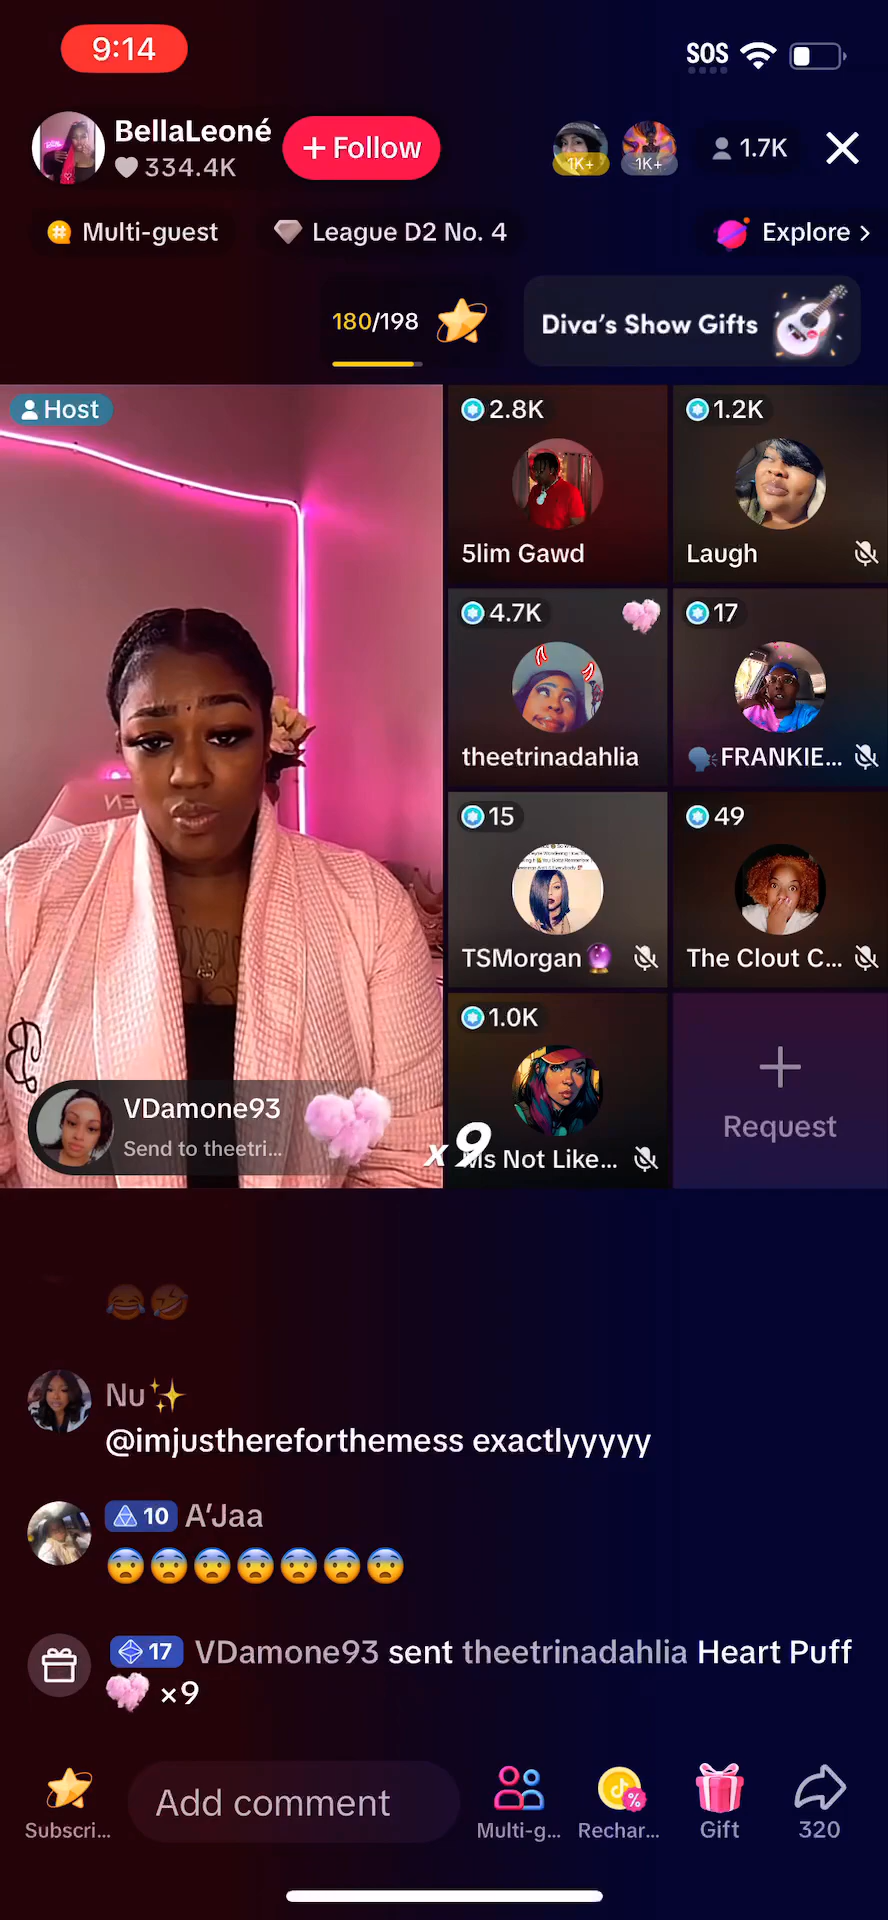 9:14
SOS
BellaLeoné
334.4K
+ Follow
1K+
1K+
1.7K
Multi-guest
League D2 No. 4
Explore >
180/198
Diva's Show Gifts
Host
2.8K
5lim Gawd
1.2K
Laugh
4.7K
theetrinadahlia
17
🗣FRANKIE...
15
TSMorgan🔮
49
The Clout C...
1.0K
Ms Not Like...
Request
VDamone93
Send to theetri...
x9
😂🤣
Nu✨
@imjusthereforthemess exactlyyyyy
10 A'Jaa
😨😨😨😨😨😨😨
17 VDamone93 sent theetrinadahlia Heart Puff
×9
Add comment
Subscri...
Multi-g...
Rechar...
Gift
320